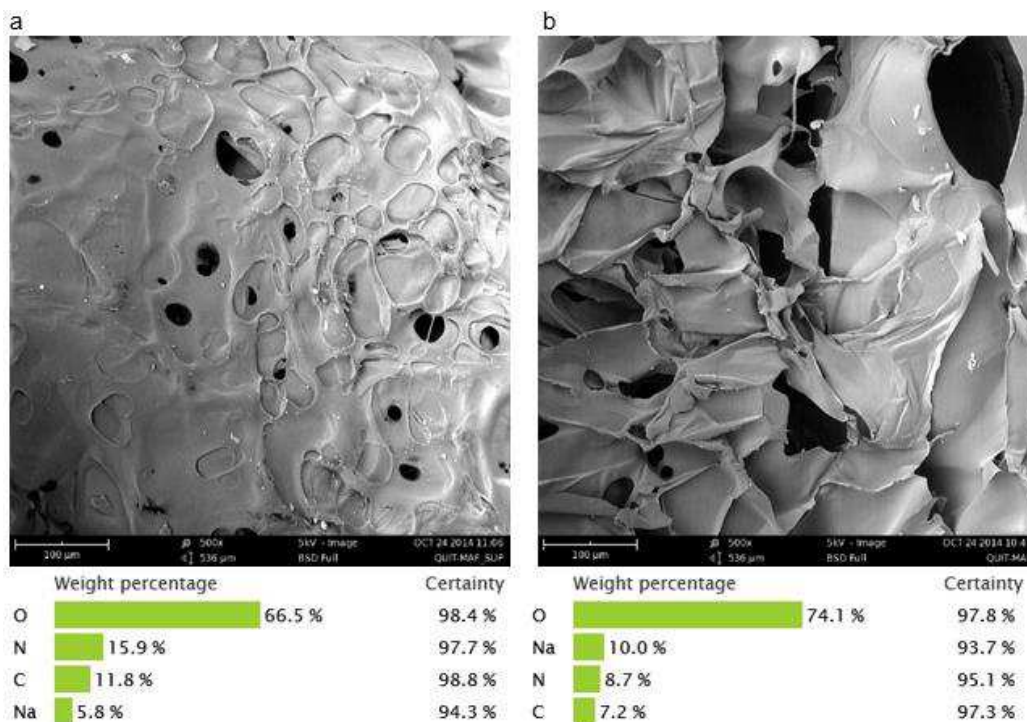 a
b
100 µm
500x
536 µm
5kV - Image
BSD Full
OCT 24 2014 11:06
QUIT-MAF_SUP
100 µm
500x
536 µm
5kV - Image
BSD Full
OCT 24 2014 10:4
QUIT-MA
Weight percentage Certainty
O 66.5 % 98.4 %
N 15.9 % 97.7 %
C 11.8 % 98.8 %
Na 5.8 % 94.3 %
Weight percentage Certainty
O 74.1 % 97.8 %
Na 10.0 % 93.7 %
N 8.7 % 95.1 %
C 7.2 % 97.3 %